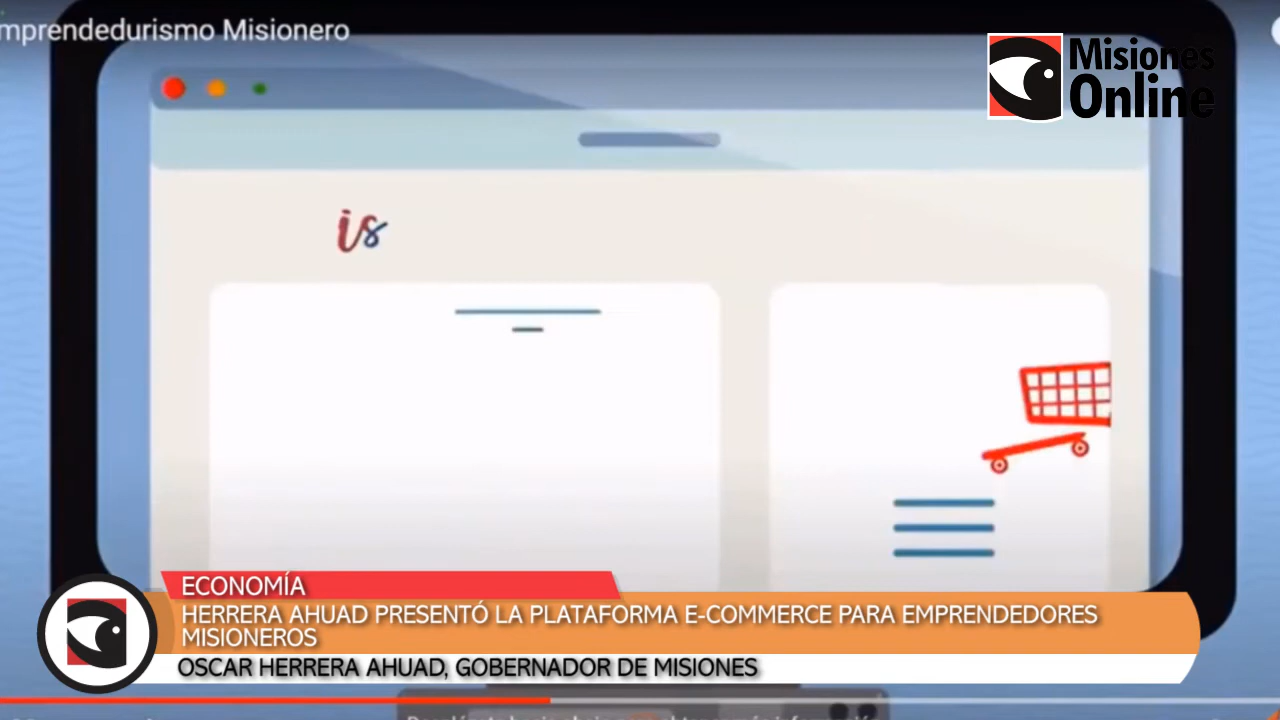 mprendedurismo Misionero
Misiones
Online
is
ECONOMÍA
HERRERA AHUAD PRESENTÓ LA PLATAFORMA E-COMMERCE PARA EMPRENDEDORES
MISIONEROS
OSCAR HERRERA AHUAD, GOBERNADOR DE MISIONES